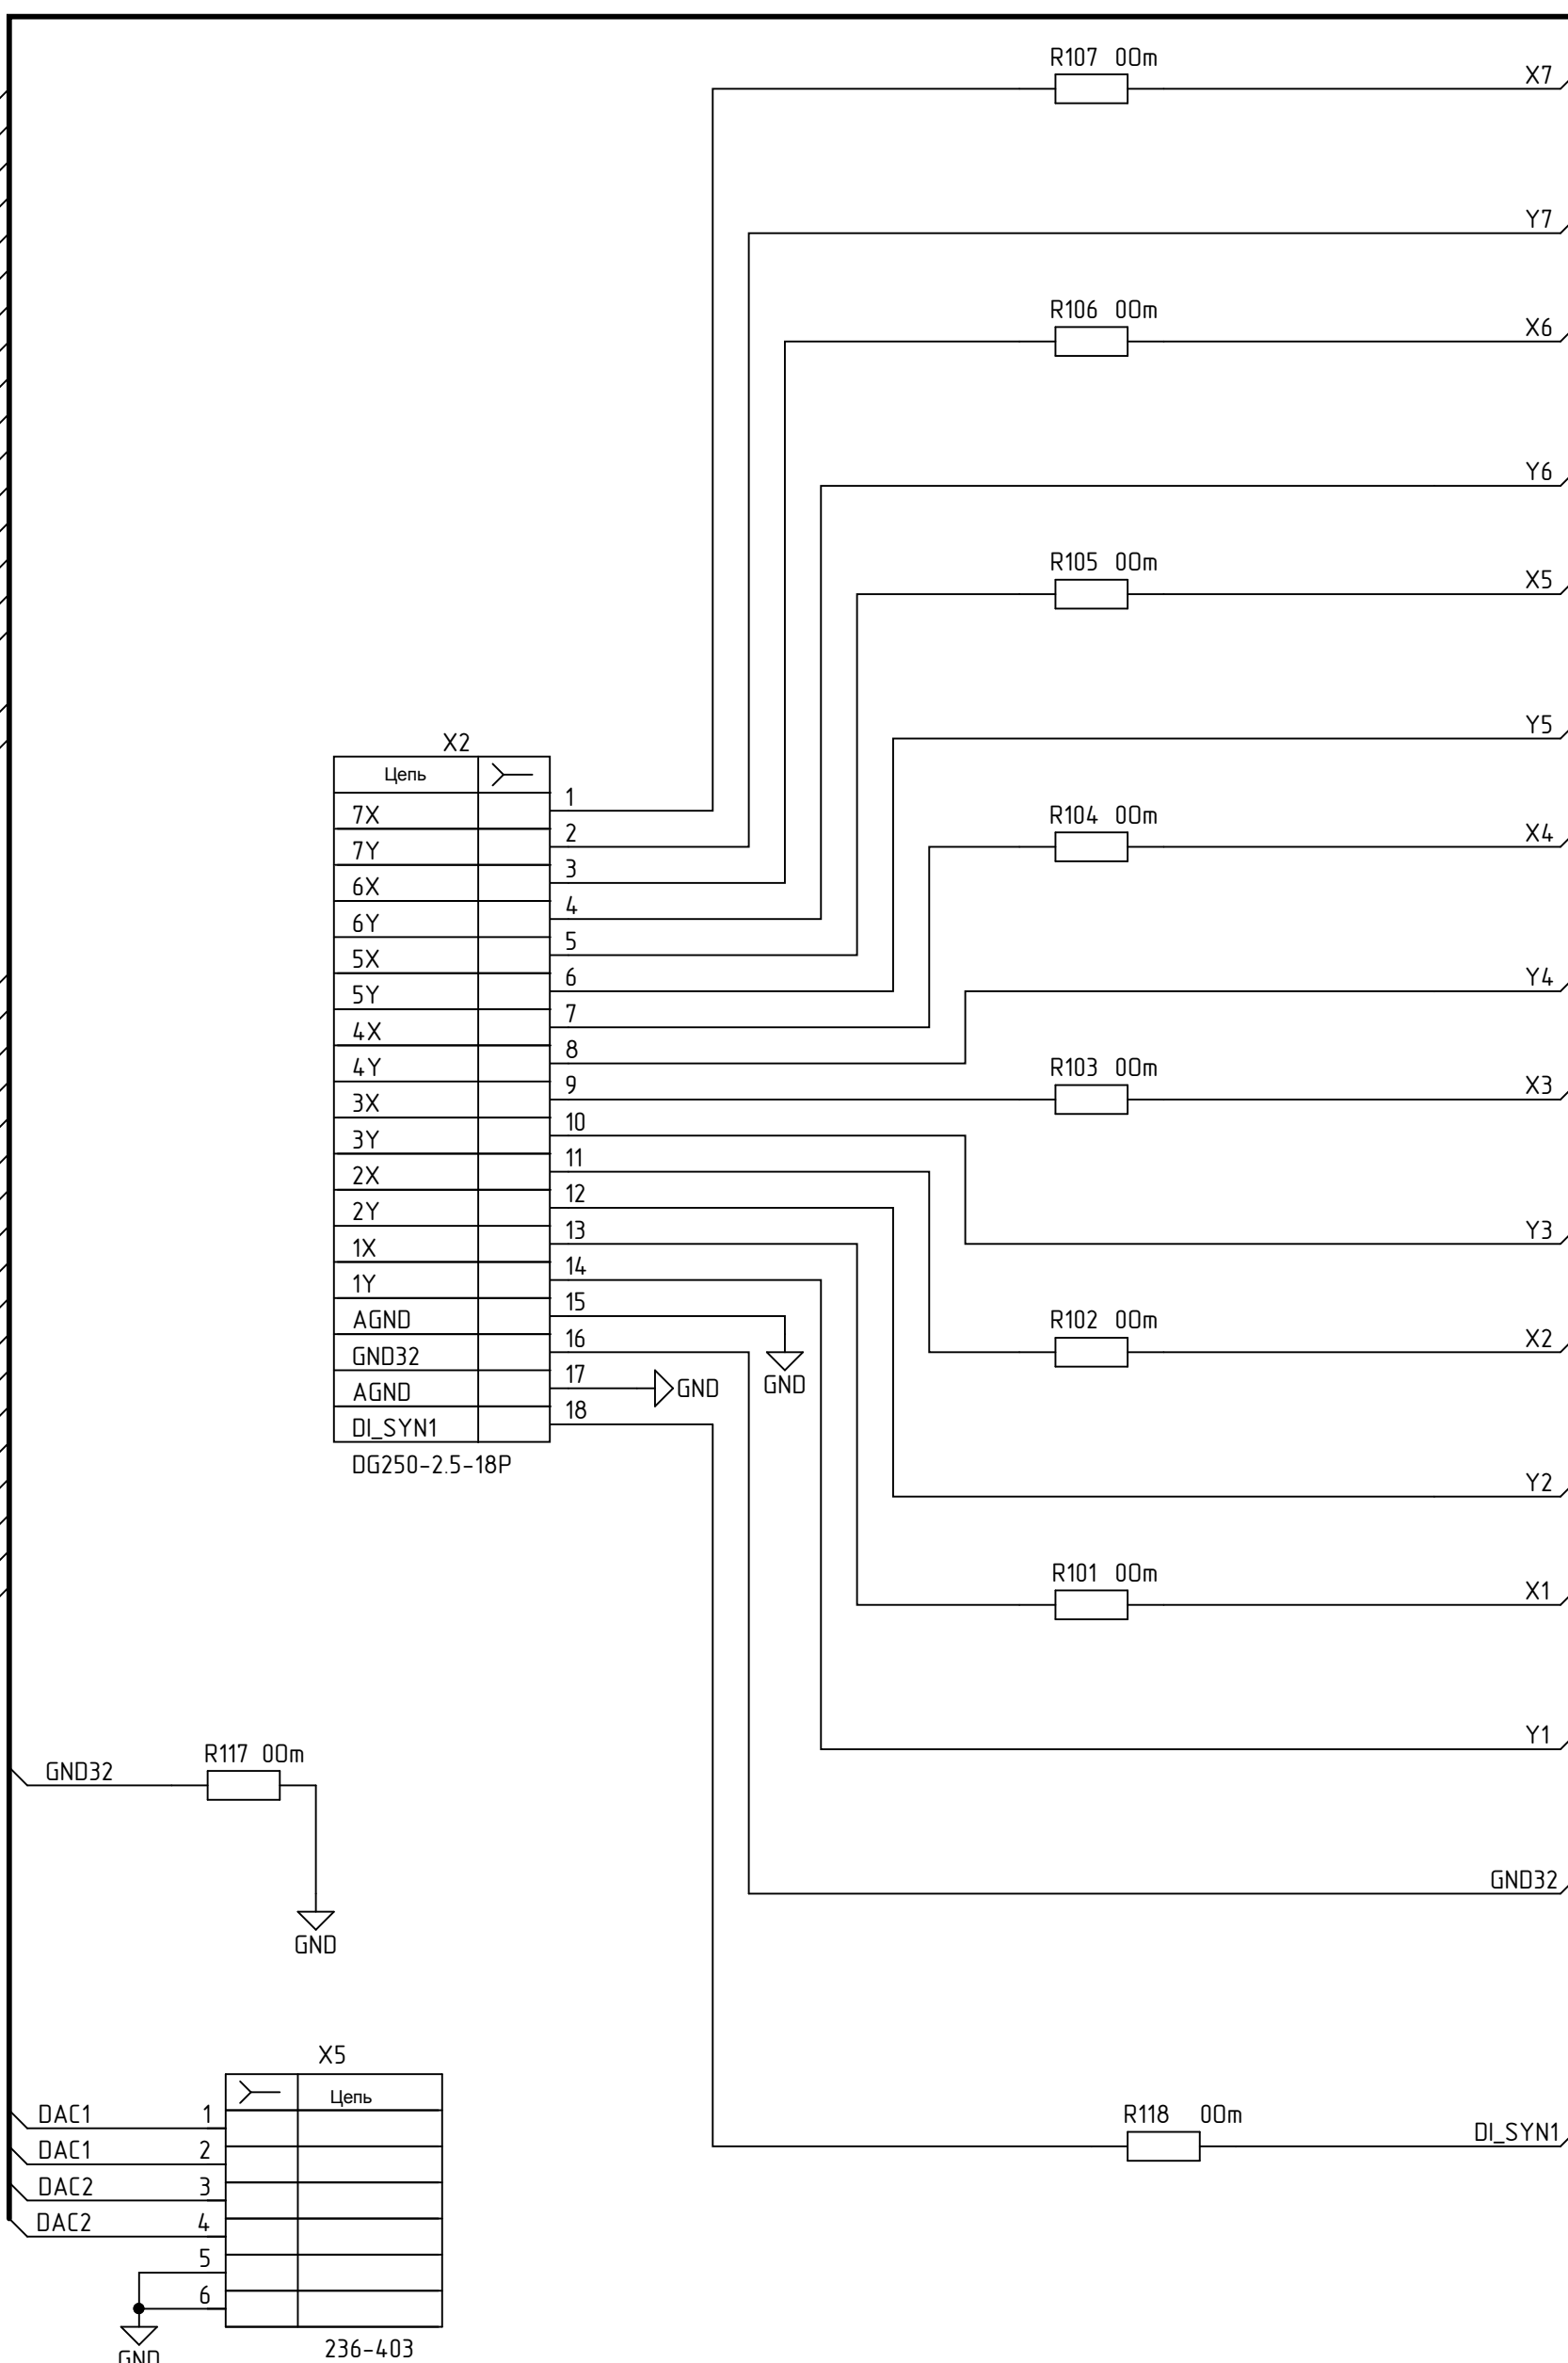 R107 0Om
X7
Y7
R106 0Om
X6
Y6
R105 0Om
X5
Y5
X2
Цепь
1
7X
R104 0Om
X4
2
7Y
3
6X
4
6Y
5
5X
6
5Y
Y4
7
4X
8
4Y
R103 0Om
X3
9
3X
10
3Y
11
2X
12
2Y
13
1X
Y3
14
1Y
15
AGND
R102 0Om
X2
16
GND32
GND
17
AGND
GND
18
DI_SYN1
DG250-2.5-18P
Y2
R101 0Om
X1
Y1
R117 0Om
GND32
GND32
GND
X5
Цепь
DAC1 1
R118 0Om
DI_SYN1
DAC1 2
DAC2 3
DAC2 4
5
6
GND
236-403